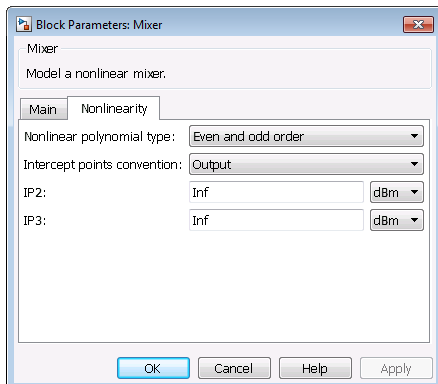 Block Parameters: Mixer
Mixer
Model a nonlinear mixer.
Main Nonlinearity
Nonlinear polynomial type: Even and odd order
Intercept points convention: Output
IP2: Inf dBm
IP3: Inf dBm
OK Cancel Help Apply